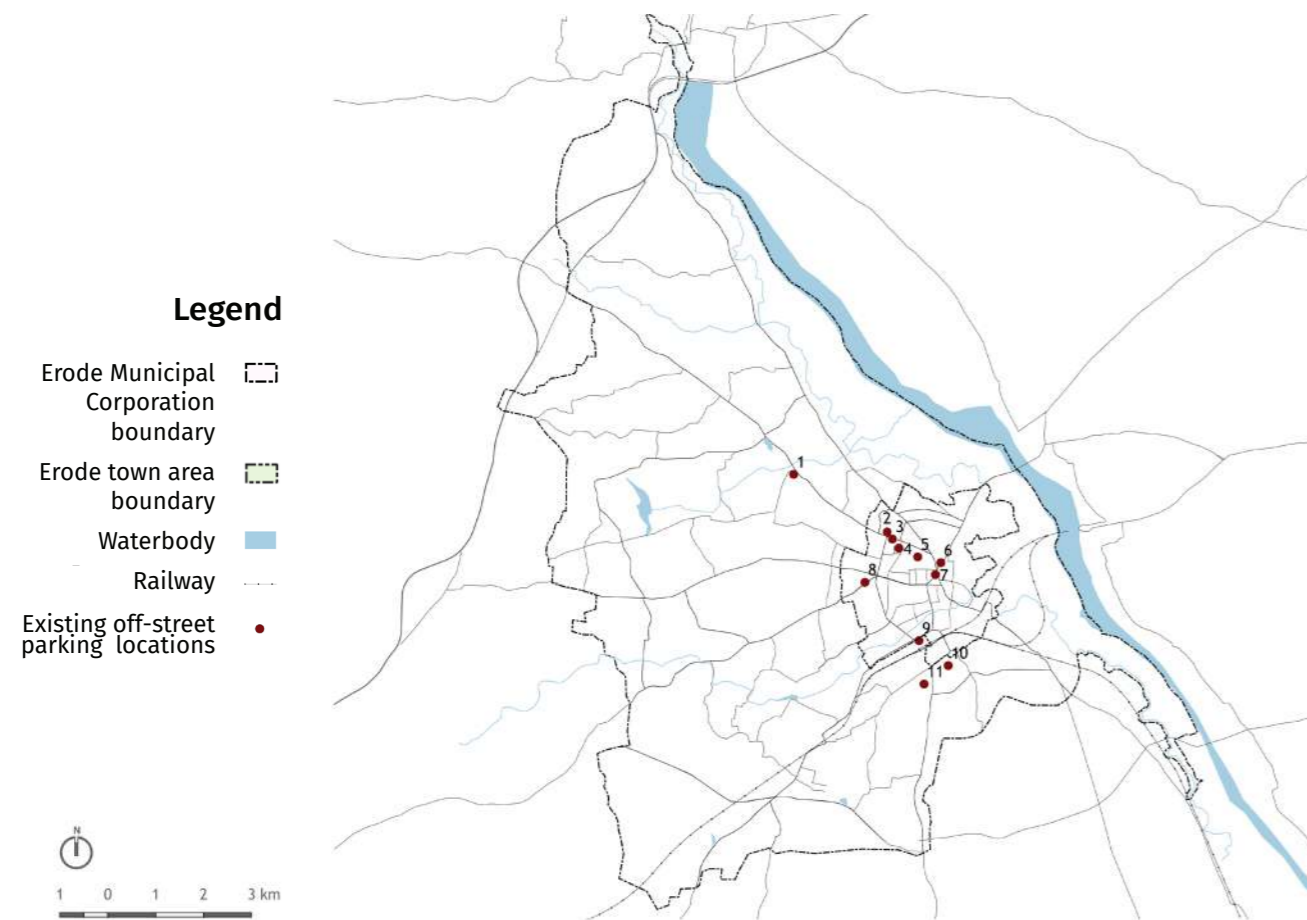 Legend
Erode Municipal
Corporation
boundary
Erode town area
boundary
Waterbody
Railway
Existing off-street
parking locations
N
1 0 1 2 3 km
1
2
3
4
5
6
7
8
9
10
11